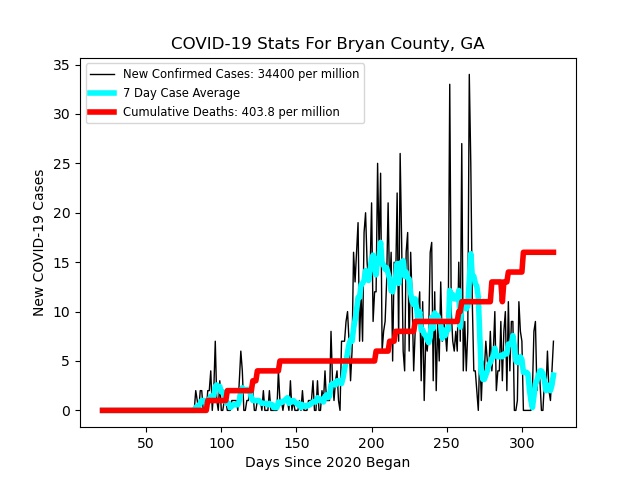 COVID-19 Stats For Bryan County, GA
New Confirmed Cases: 34400 per million
7 Day Case Average
Cumulative Deaths: 403.8 per million
New COVID-19 Cases
35
30
25
20
15
10
5
0
50 100 150 200 250 300
Days Since 2020 Began